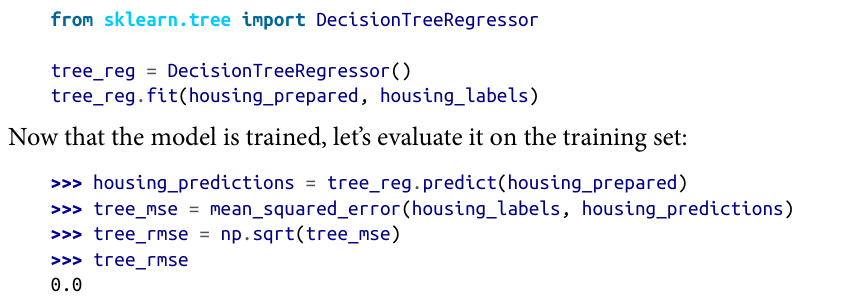 from sklearn.tree import DecisionTreeRegressor
tree_reg = DecisionTreeRegressor()
tree_reg.fit(housing_prepared, housing_labels)
Now that the model is trained, let’s evaluate it on the training set:
>>> housing_predictions = tree_reg.predict(housing_prepared)
>>> tree_mse = mean_squared_error(housing_labels, housing_predictions)
>>> tree_rmse = np.sqrt(tree_mse)
>>> tree_rmse
0.0